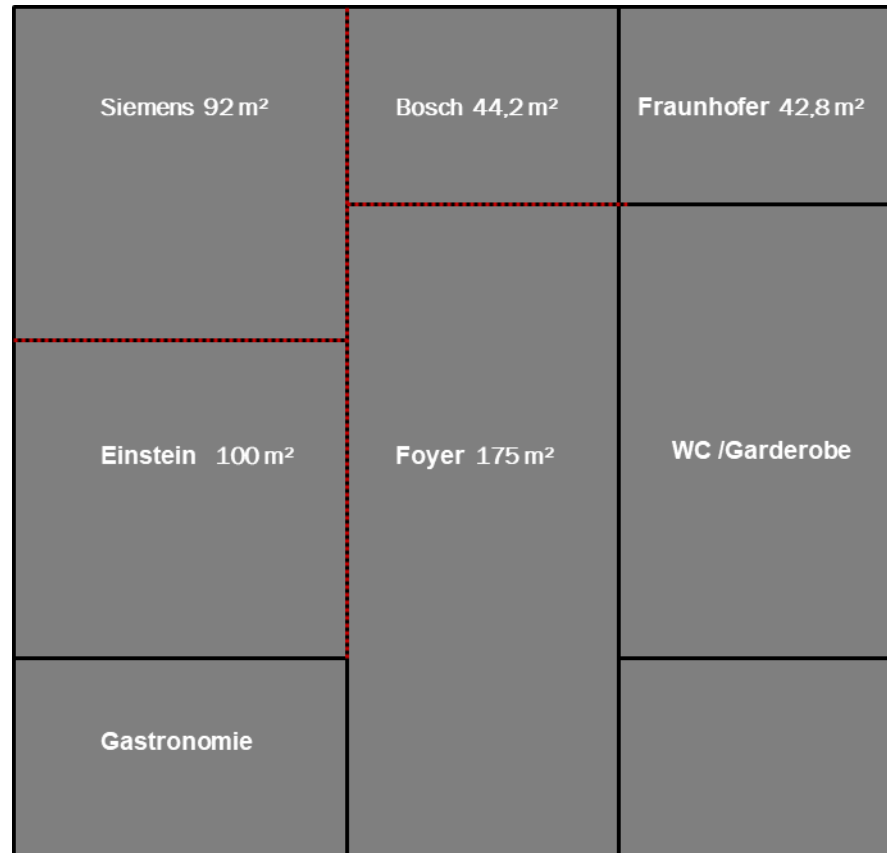 Siemens 92 m²
Bosch 44,2 m²
Fraunhofer 42,8 m²
Einstein 100 m²
Foyer 175 m²
WC /Garderobe
Gastronomie